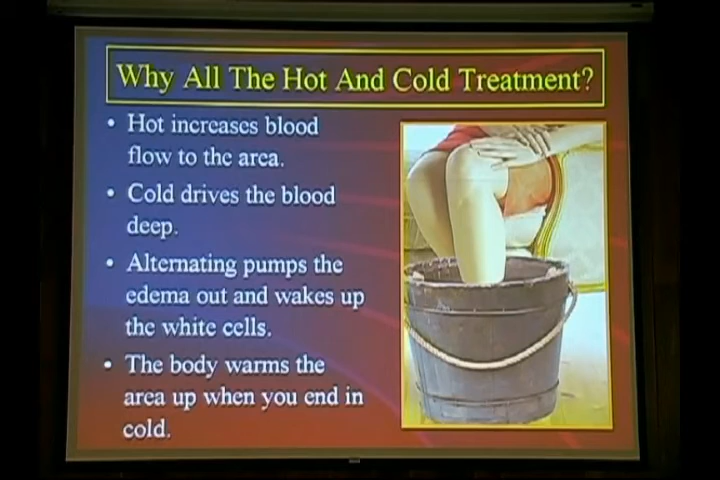 Why All The Hot And Cold Treatment?
• Hot increases blood
flow to the area.
• Cold drives the blood
deep.
• Alternating pumps the
edema out and wakes up
the white cells.
• The body warms the
area up when you end in
cold.